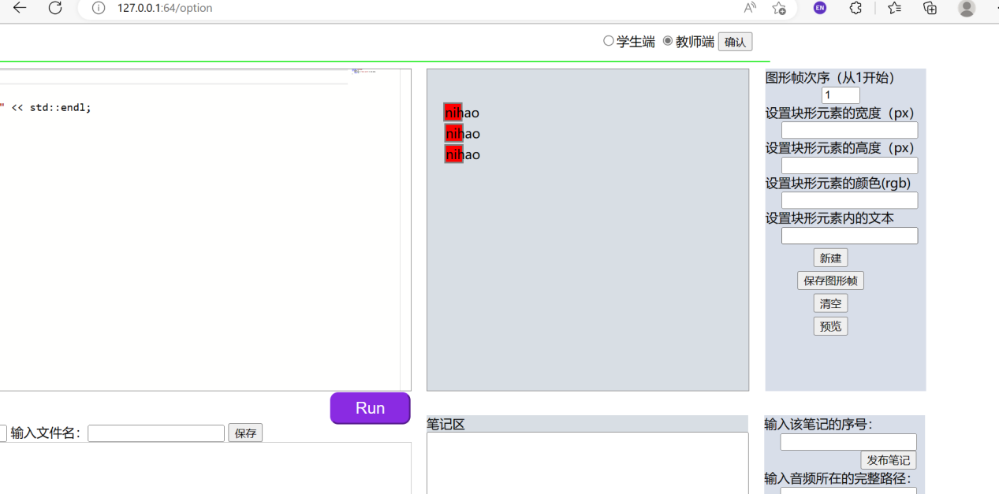 127.0.0.1:64/option
EN
学生端 教师端 确认
" << std::endl;
nihao
nihao
nihao
图形帧次序（从1开始）
1
设置块形元素的宽度（px）
设置块形元素的高度（px）
设置块形元素的颜色(rgb)
设置块形元素内的文本
新建
保存图形帧
清空
预览
Run
输入文件名： 保存
笔记区
输入该笔记的序号：
发布笔记
输入音频所在的完整路径：